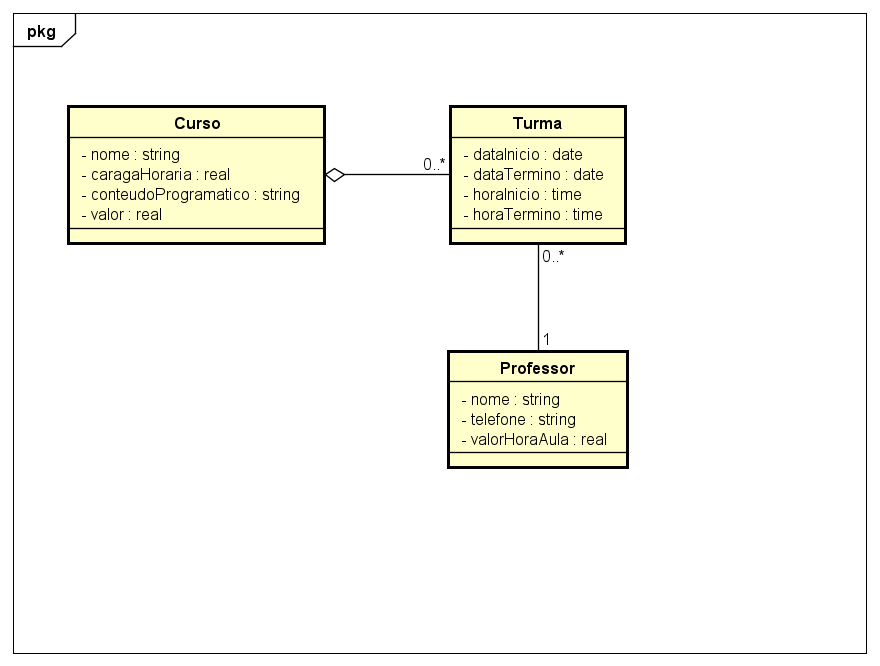 pkg
Curso
- nome : string
- caragaHoraria : real
- conteudoProgramatico : string
- valor : real
0..*
Turma
- dataInicio : date
- dataTermino : date
- horaInicio : time
- horaTermino : time
0..*
1
Professor
- nome : string
- telefone : string
- valorHoraAula : real